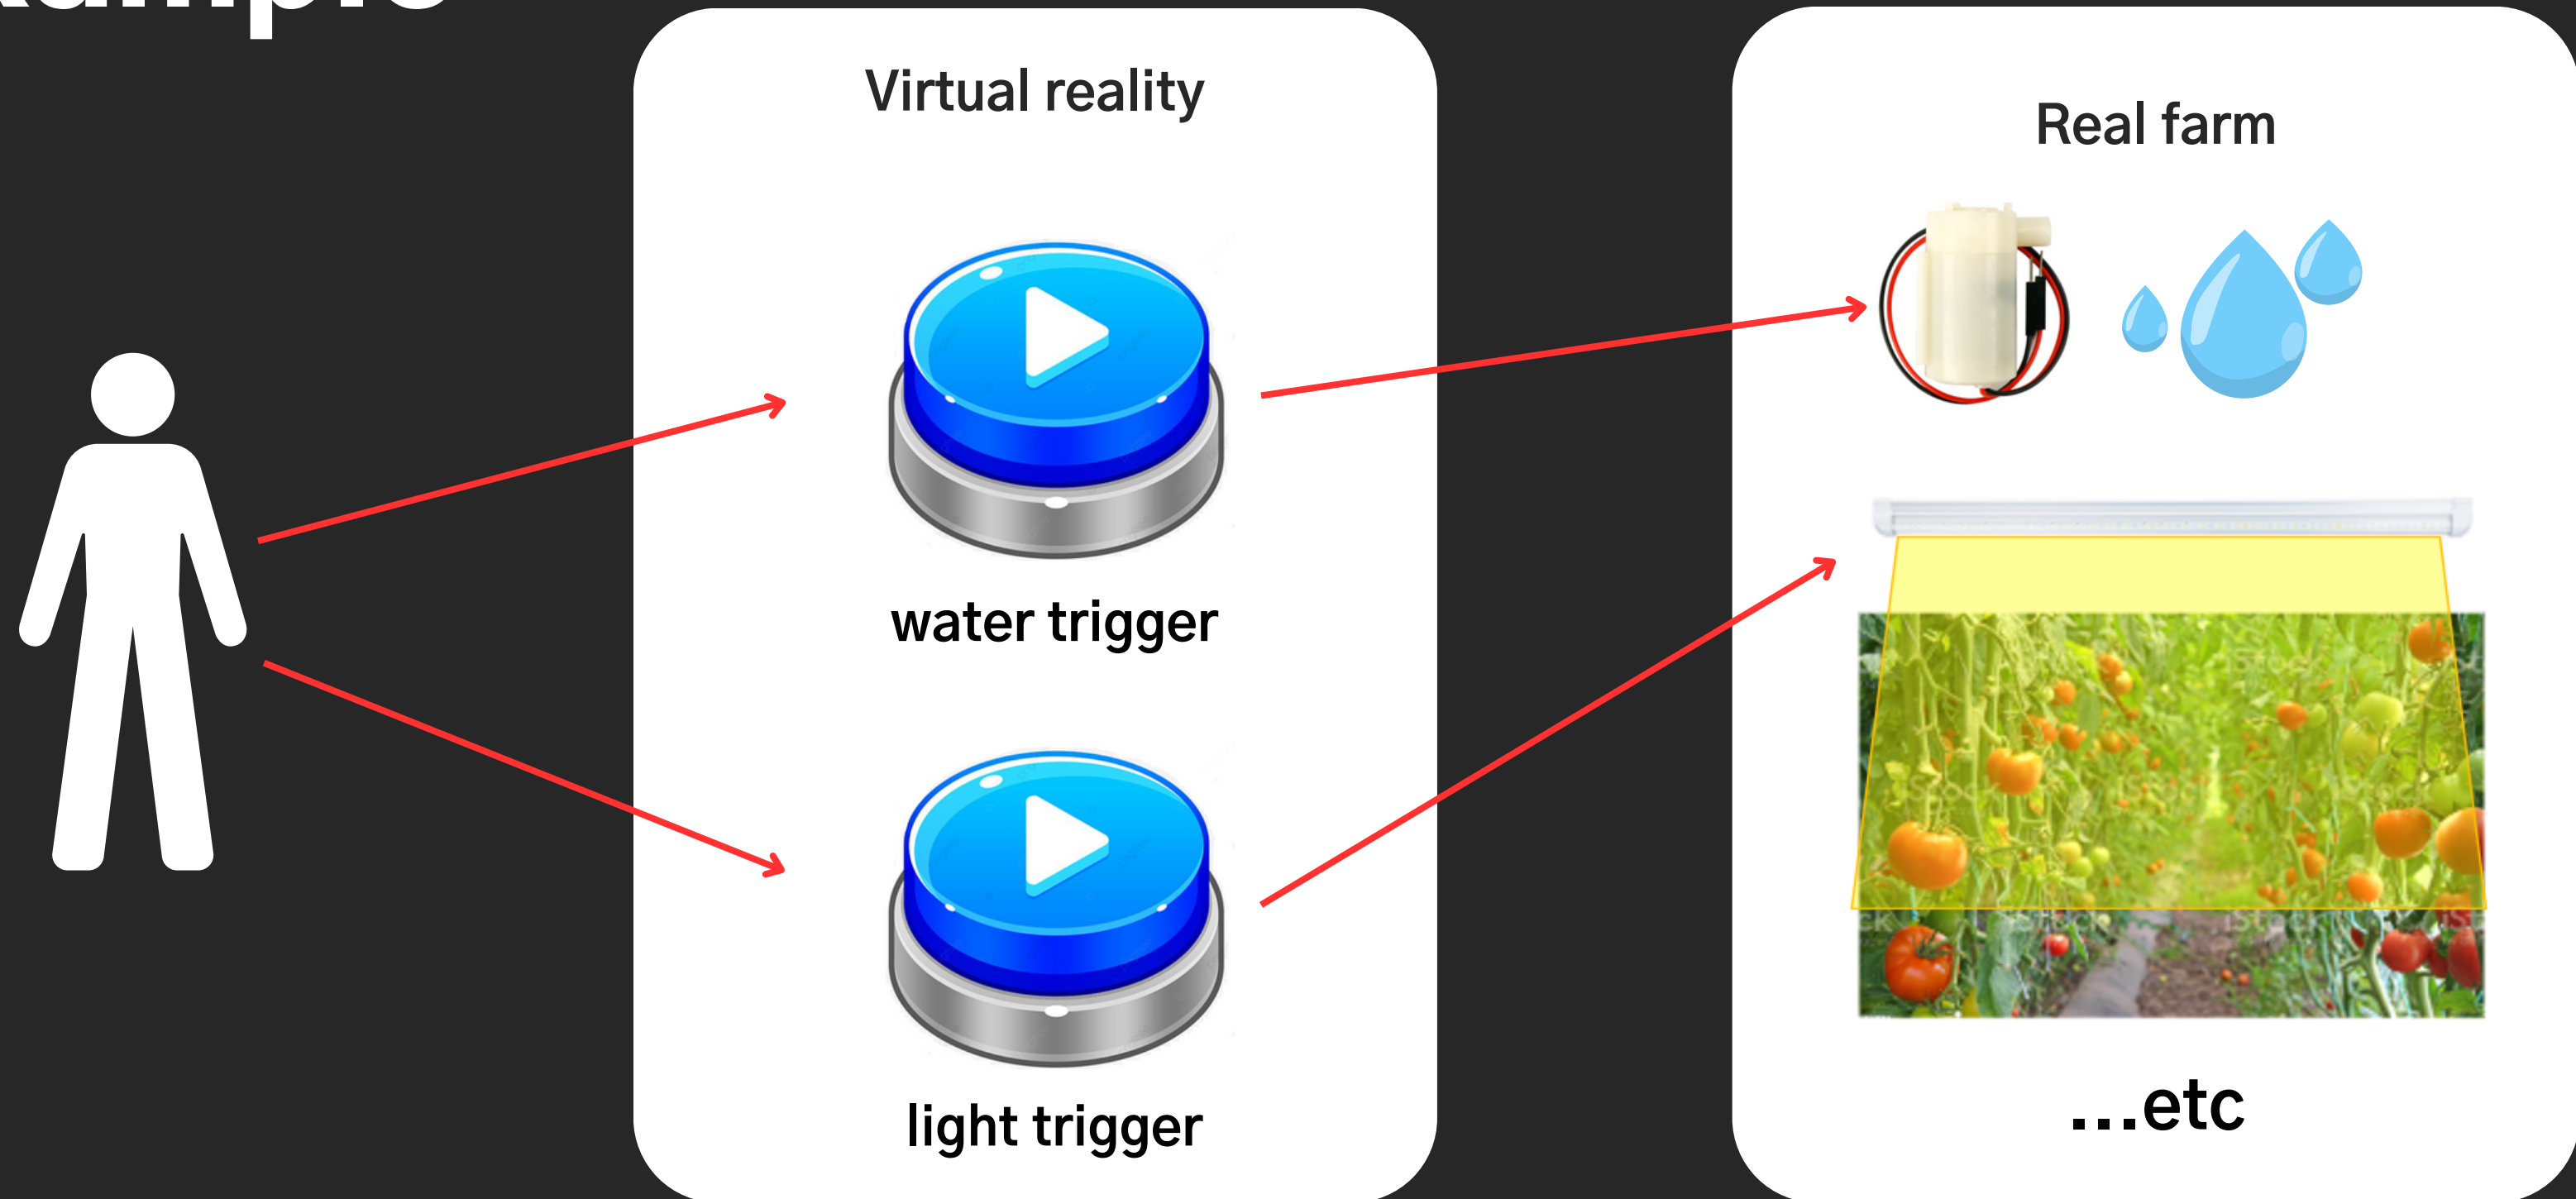 Virtual reality
Real farm
water trigger
light trigger
...etc